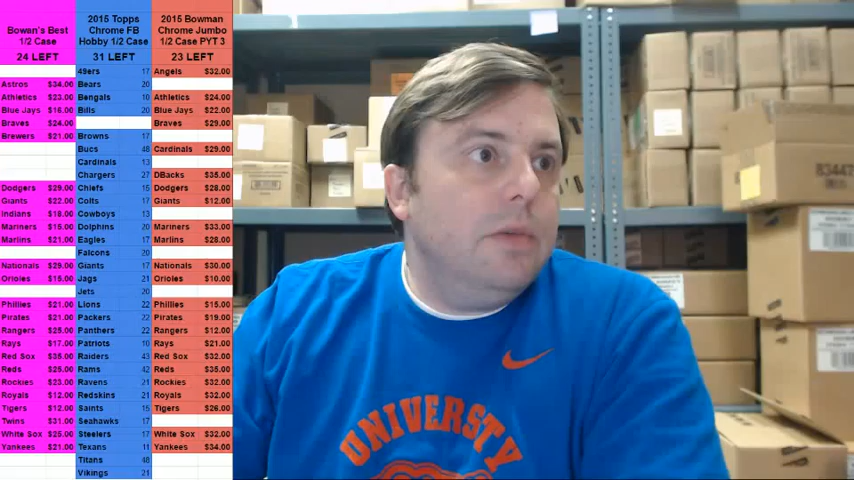 Bowan's Best
1/2 Case
24 LEFT
Astros $34.00
Athletics $23.00
Blue Jays $16.00
Braves $24.00
Brewers $21.00
Dodgers $29.00
Giants $22.00
Indians $18.00
Mariners $15.00
Marlins $21.00
Nationals $29.00
Orioles $15.00
Phillies $21.00
Pirates $21.00
Rangers $25.00
Rays $17.00
Red Sox $35.00
Reds $25.00
Rockies $23.00
Royals $12.00
Tigers $12.00
Twins $31.00
White Sox $25.00
Yankees $21.00
2015 Topps
Chrome FB
Hobby 1/2 Case
31 LEFT
49ers 17
Bears 20
Bengals 10
Bills 20
Browns 17
Bucs 48
Cardinals 13
Chargers 27
Chiefs 15
Colts 17
Cowboys 13
Dolphins 20
Eagles 17
Falcons 20
Giants 17
Jags 21
Jets 20
Lions 22
Packers 22
Panthers 22
Patriots 10
Raiders 43
Rams 42
Ravens 21
Redskins 21
Saints 15
Seahawks 17
Steelers 17
Texans 11
Titans 48
Vikings 21
2015 Bowman
Chrome Jumbo
1/2 Case PYT 3
23 LEFT
Angels $32.00
Athletics $24.00
Blue Jays $22.00
Braves $29.00
Cardinals $29.00
DBacks $35.00
Dodgers $28.00
Giants $12.00
Mariners $33.00
Marlins $28.00
Nationals $30.00
Orioles $10.00
Phillies $15.00
Pirates $19.00
Rangers $12.00
Rays $21.00
Red Sox $32.00
Reds $35.00
Rockies $32.00
Royals $32.00
Tigers $26.00
White Sox $32.00
Yankees $34.00
UNIVERSTY
8344